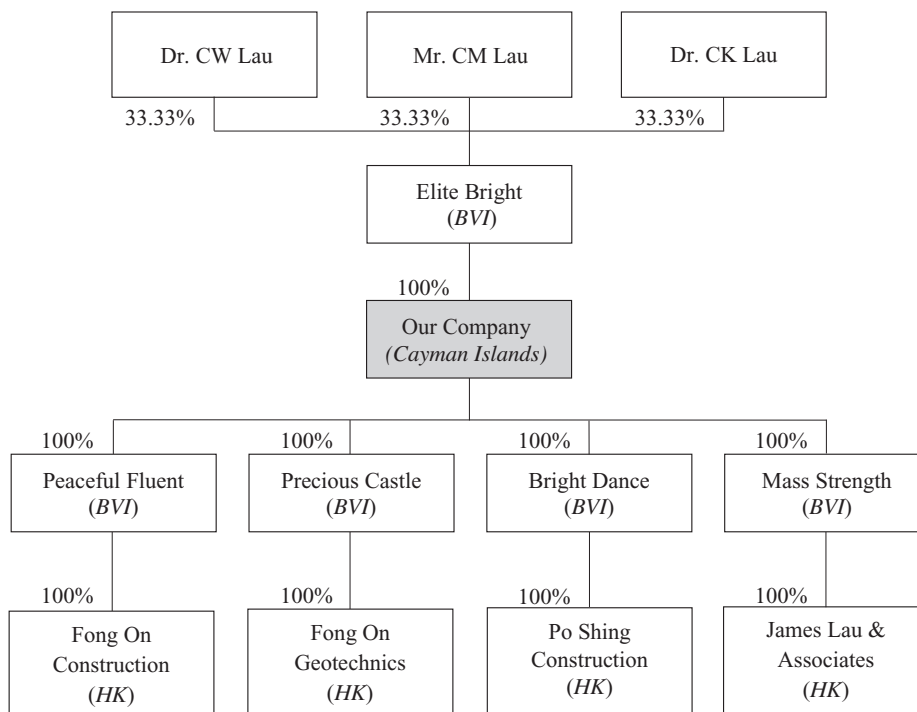 Dr. CW Lau
Mr. CM Lau
Dr. CK Lau
33.33%
33.33%
33.33%
Elite Bright
(BVI)
100%
Our Company
(Cayman Islands)
100%
100%
100%
100%
Peaceful Fluent
(BVI)
Precious Castle
(BVI)
Bright Dance
(BVI)
Mass Strength
(BVI)
100%
100%
100%
100%
Fong On
Construction
(HK)
Fong On
Geotechnics
(HK)
Po Shing
Construction
(HK)
James Lau &
Associates
(HK)